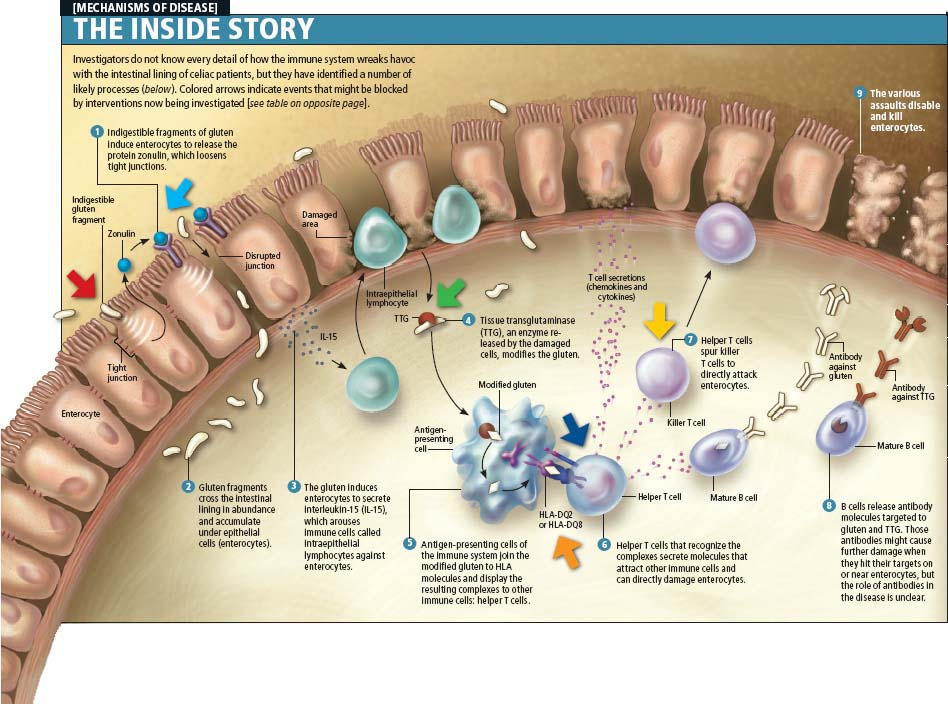 [MECHANISMS OF DISEASE]
THE INSIDE STORY
Investigators do not know every detail of how the immune system wreaks havoc
with the intestinal lining of celiac patients, but they have identified a number of
likely processes (below). Colored arrows indicate events that might be blocked
by interventions now being investigated [see table on opposite page].
1 Indigestible fragments of gluten
induce enterocytes to release the
protein zonulin, which loosens
tight junctions.
Indigestible
gluten
fragment
Zonulin
Disrupted
junction
Damaged
area
Tight
junction
Enterocyte
Intraepithelial
lymphocyte
IL-15
TTG
2 Gluten fragments
cross the intestinal
lining in abundance
and accumulate
under epithelial
cells (enterocytes).
3 The gluten induces
enterocytes to secrete
interleukin-15 (IL-15),
which arouses
immune cells called
intraepithelial
lymphocytes against
enterocytes.
4 Tissue transglutaminase
(TTG), an enzyme re-
leased by the damaged
cells, modifies the gluten.
Modified gluten
Antigen-
presenting
cell
HLA-DQ2
or HLA-DQ8
5 Antigen-presenting cells of
the immune system join the
modified gluten to HLA
molecules and display the
resulting complexes to other
immune cells: helper T cells.
T cell secretions
(chemokines and
cytokines)
Helper T cell
6 Helper T cells that recognize the
complexes secrete molecules that
attract other immune cells and
can directly damage enterocytes.
7 Helper T cells
spur killer
T cells to
directly attack
enterocytes.
Killer T cell
Mature B cell
Antibody
against
gluten
Antibody
against TTG
Mature B cell
8 B cells release antibody
molecules targeted to
gluten and TTG. Those
antibodies might cause
further damage when
they hit their targets on
or near enterocytes, but
the role of antibodies in
the disease is unclear.
9 The various
assaults disable
and kill
enterocytes.